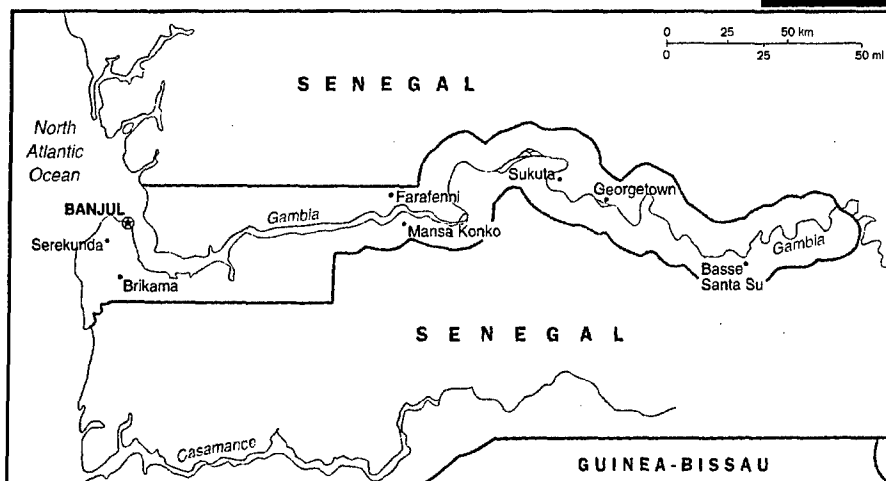 0 25 50 km
0 25 50 mi
SENEGAL
North
Atlantic
Ocean
Sukuta
Georgetown
Farafenni
BANJUL
Gambia
Mansa Konko
Serekunda
Gambia
Basse
Santa Su
Brikama
SENEGAL
Casamance
GUINEA-BISSAU